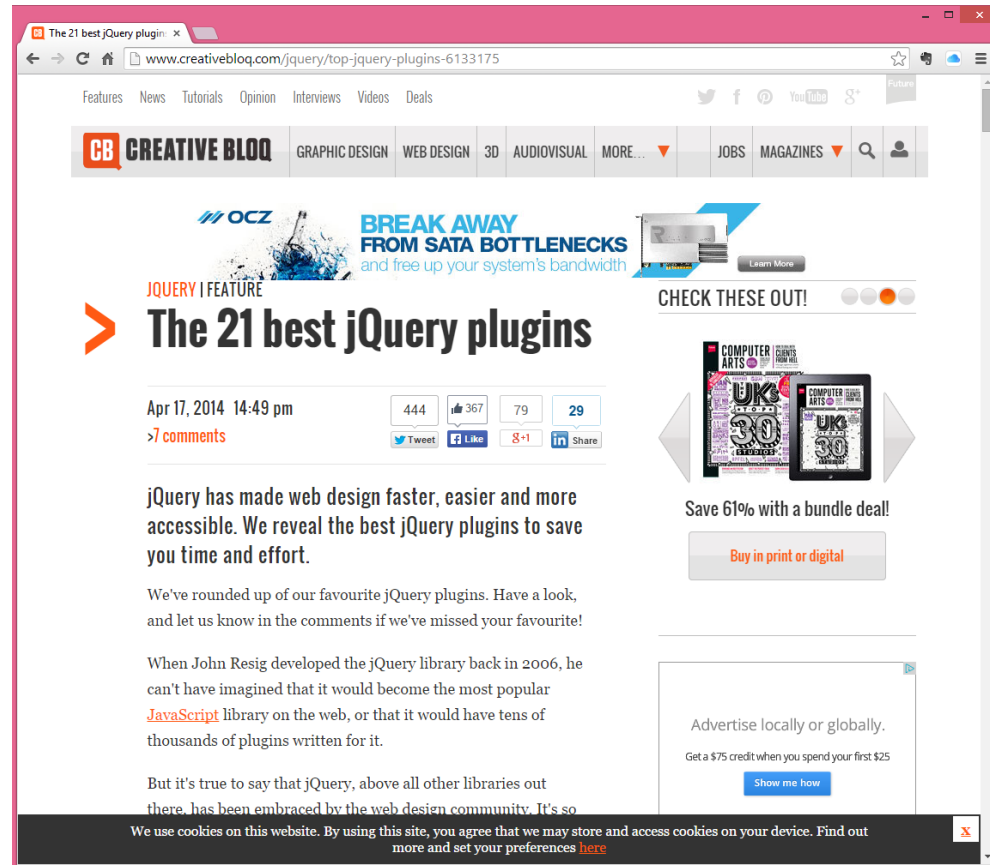 The 21 best jQuery plugin
www.creativebloq.com/jquery/top-jquery-plugins-6133175
Features News Tutorials Opinion Interviews Videos Deals
You Tube
Future
CB CREATIVE BLOQ GRAPHIC DESIGN WEB DESIGN 3D AUDIOVISUAL MORE... JOBS MAGAZINES
OCZ
BREAK AWAY
FROM SATA BOTTLENECKS
and free up your system's bandwidth
Learn More
JQUERY | FEATURE
The 21 best jQuery plugins
Apr 17, 2014 14:49 pm
>7 comments
444 367 79 29
Tweet Like g+1 in Share
jQuery has made web design faster, easier and more
accessible. We reveal the best jQuery plugins to save
you time and effort.
We've rounded up of our favourite jQuery plugins. Have a look,
and let us know in the comments if we've missed your favourite!
When John Resig developed the jQuery library back in 2006, he
can't have imagined that it would become the most popular
JavaScript library on the web, or that it would have tens of
thousands of plugins written for it.
But it's true to say that jQuery, above all other libraries out
there, has been embraced by the web design community. It's so
CHECK THESE OUT!
COMPUTER
ARTS
CLIENTS
FROM HELL
UK's
TOP
30
STUDIOS
COMPUTER
ARTS
UK's
TOP
30
STUDIOS
Save 61% with a bundle deal!
Buy in print or digital
Advertise locally or globally.
Get a $75 credit when you spend your first $25
Show me how
We use cookies on this website. By using this site, you agree that we may store and access cookies on your device. Find out
more and set your preferences here
x